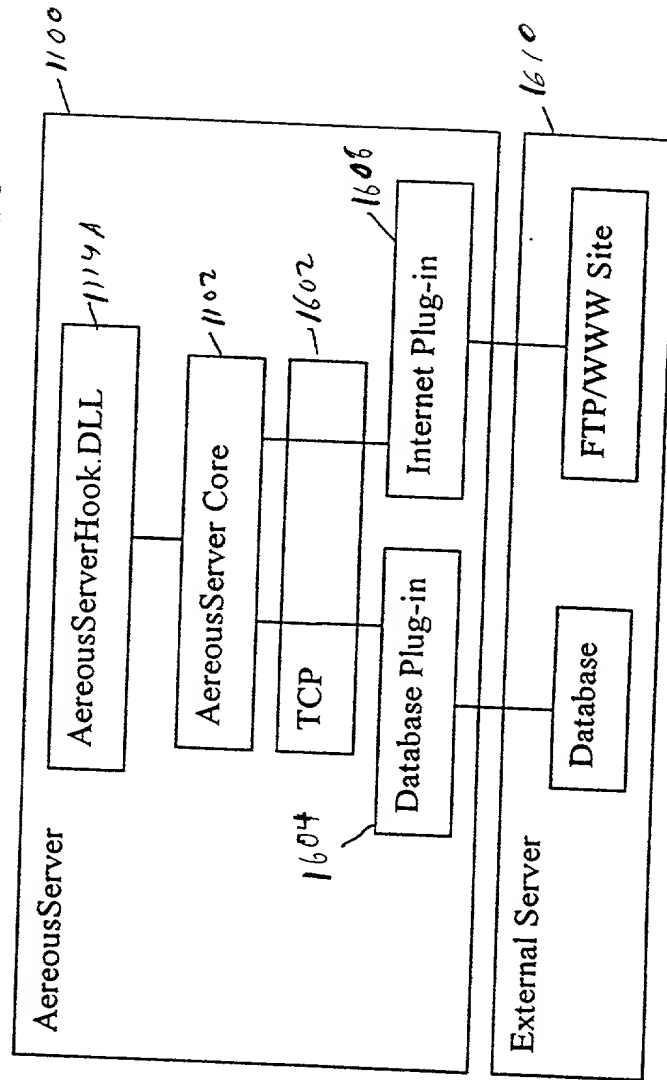 1100
AereousServer
AereousServerHook.DLL
1114A
AereousServer Core
1102
TCP
1602
Database Plug-in
1604
Internet Plug-in
1606
External Server
1610
Database
FTP/WWW Site